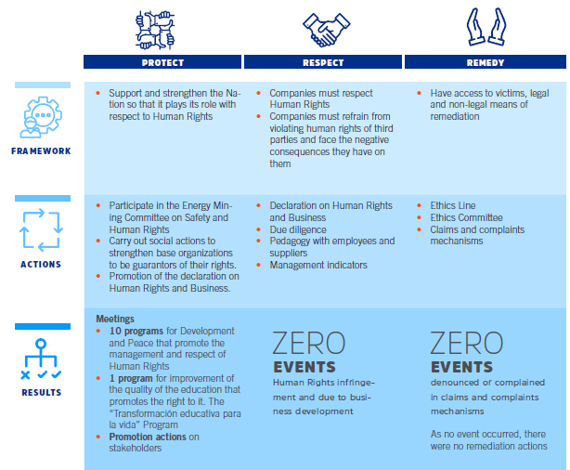 PROTECT
RESPECT
REMEDY
FRAMEWORK
• Support and strengthen the Na-
tion so that it plays its role with
respect to Human Rights
• Companies must respect
Human Rights
• Companies must refrain from
violating human rights of third
parties and face the negative
consequences they have on
them
• Have access to victims, legal
and non-legal means of
remediation
ACTIONS
• Participate in the Energy Min-
ing Committee on Safety and
Human Rights
• Carry out social actions to
strengthen base organizations
to be guarantors of their rights.
• Promotion of the declaration on
Human Rights and Business.
• Declaration on Human Rights
and Business
• Due diligence
• Pedagogy with employees and
suppliers
• Management indicators
• Ethics Line
• Ethics Committee
• Claims and complaints
mechanisms
RESULTS
Meetings
• 10 programs for Development
and Peace that promote the
management and respect of
Human Rights
• 1 program for improvement of
the quality of the education that
promotes the right to it. The
“Transformación educativa para
la vida” Program
• Promotion actions on
stakeholders
ZERO
EVENTS
Human Rights infringe-
ment and due to busi-
ness development
ZERO
EVENTS
denounced or complained
in claims and complaints
mechanisms
As no event occurred, there
were no remediation actions